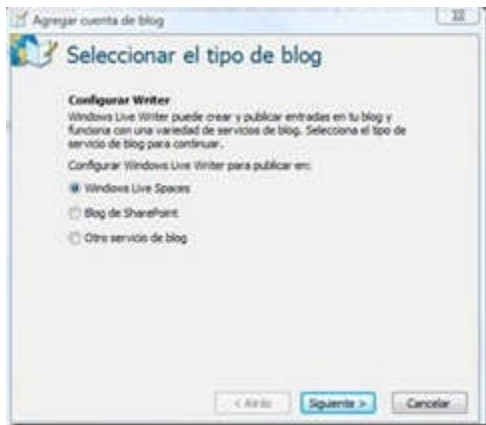 Agregar cuenta de blog
Seleccionar el tipo de blog
Configurar Writer
Windows Live Writer puede crear y publicar entradas en tu blog y
funciona con una variedad de servicios de blog. Selecciona el tipo de
servicio de blog para continuar.
Configurar Windows Live Writer para publicar en:
Windows Live Spaces
Blog de SharePoint
Otro servicio de blog
< Atrás Siguiente > Cancelar